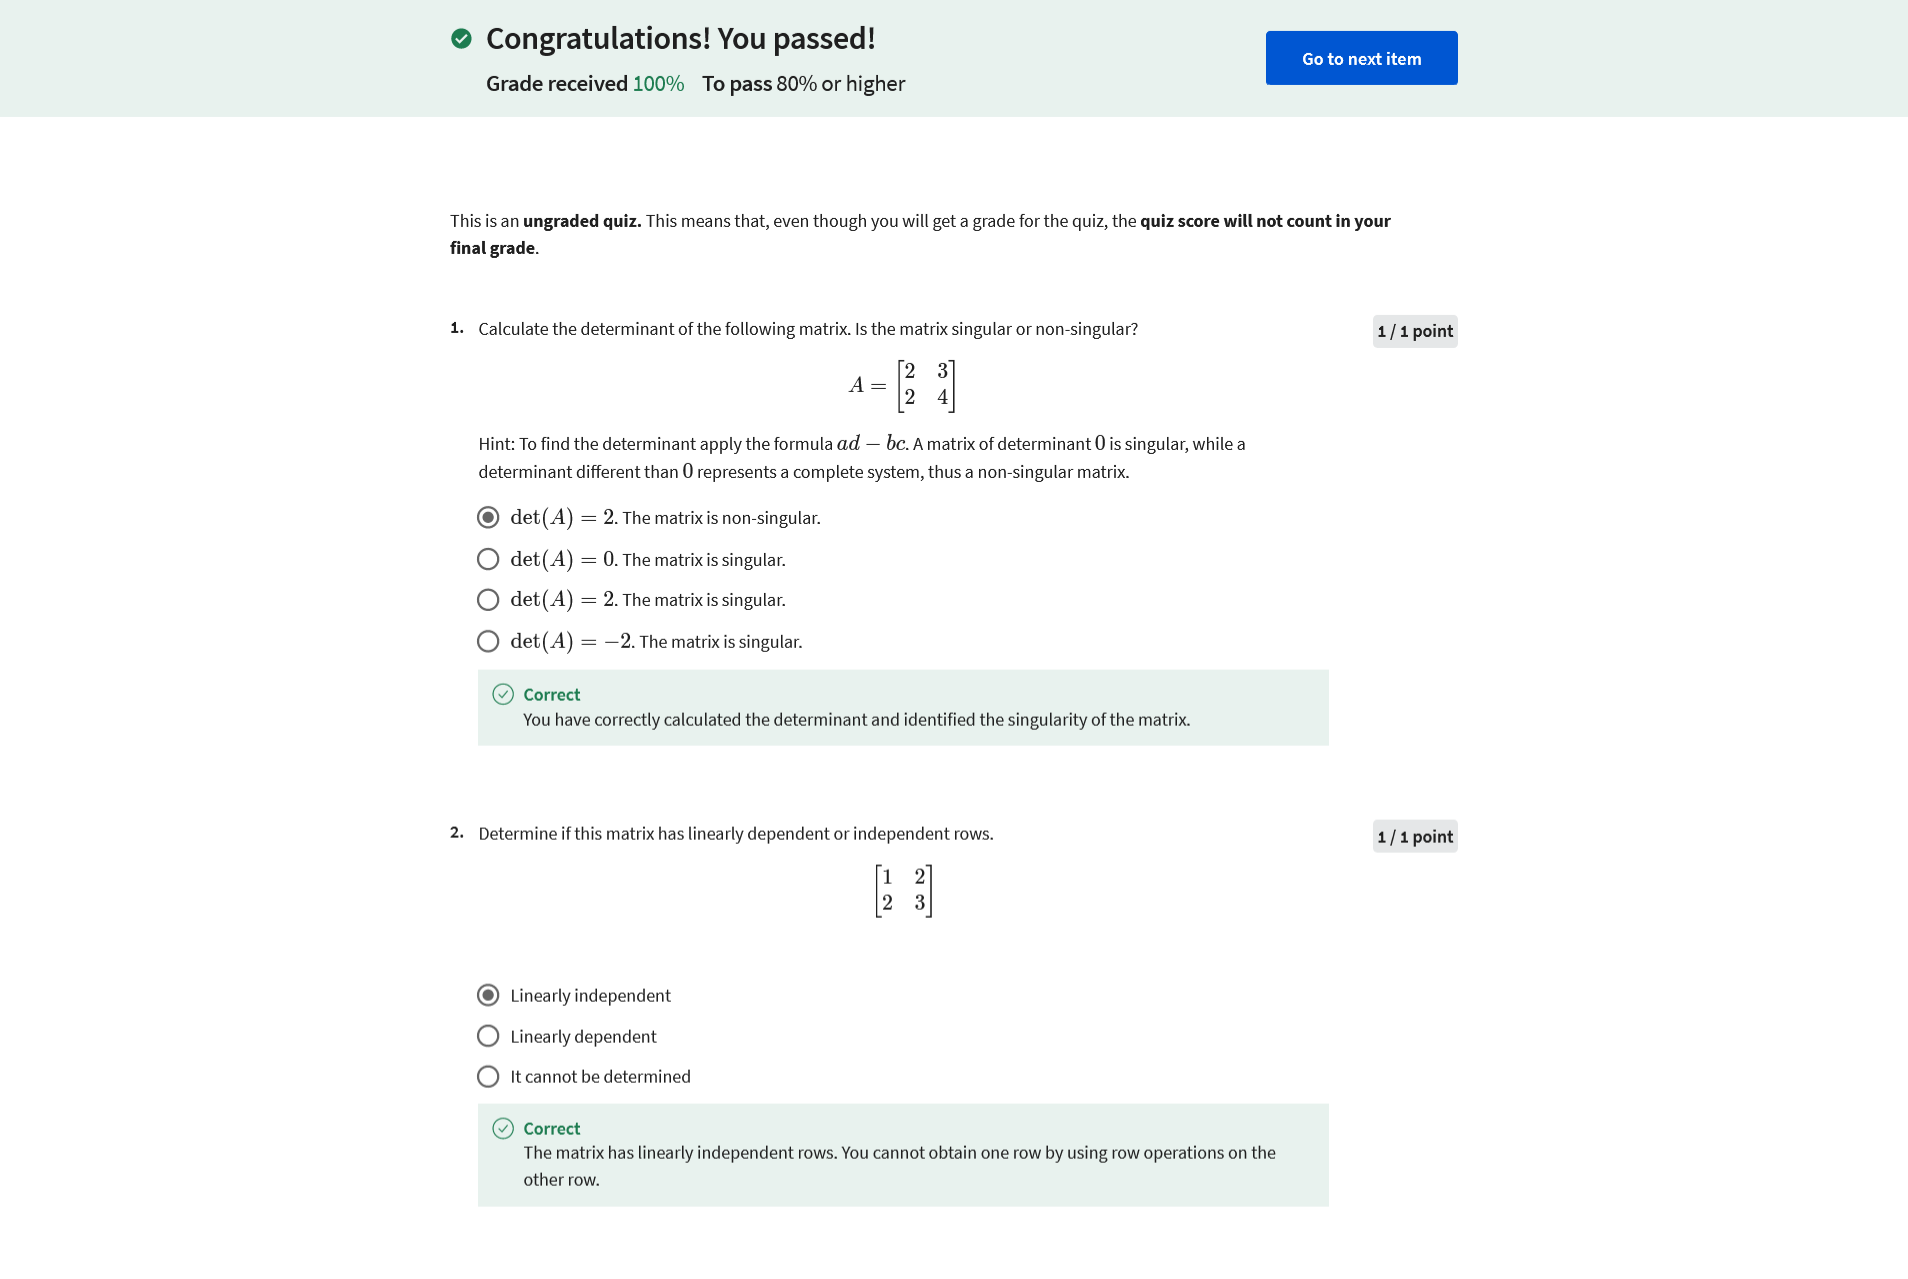 Congratulations! You passed!
Grade received 100% To pass 80% or higher
Go to next item
This is an ungraded quiz. This means that, even though you will get a grade for the quiz, the quiz score will not count in your
final grade.
1. Calculate the determinant of the following matrix. Is the matrix singular or non-singular?
1 / 1 point
A = [2 3
2 4]
Hint: To find the determinant apply the formula ad − bc. A matrix of determinant 0 is singular, while a
determinant different than 0 represents a complete system, thus a non-singular matrix.
det(A) = 2. The matrix is non-singular.
det(A) = 0. The matrix is singular.
det(A) = 2. The matrix is singular.
det(A) = −2. The matrix is singular.
Correct
You have correctly calculated the determinant and identified the singularity of the matrix.
2. Determine if this matrix has linearly dependent or independent rows.
1 / 1 point
[1 2
2 3]
Linearly independent
Linearly dependent
It cannot be determined
Correct
The matrix has linearly independent rows. You cannot obtain one row by using row operations on the
other row.